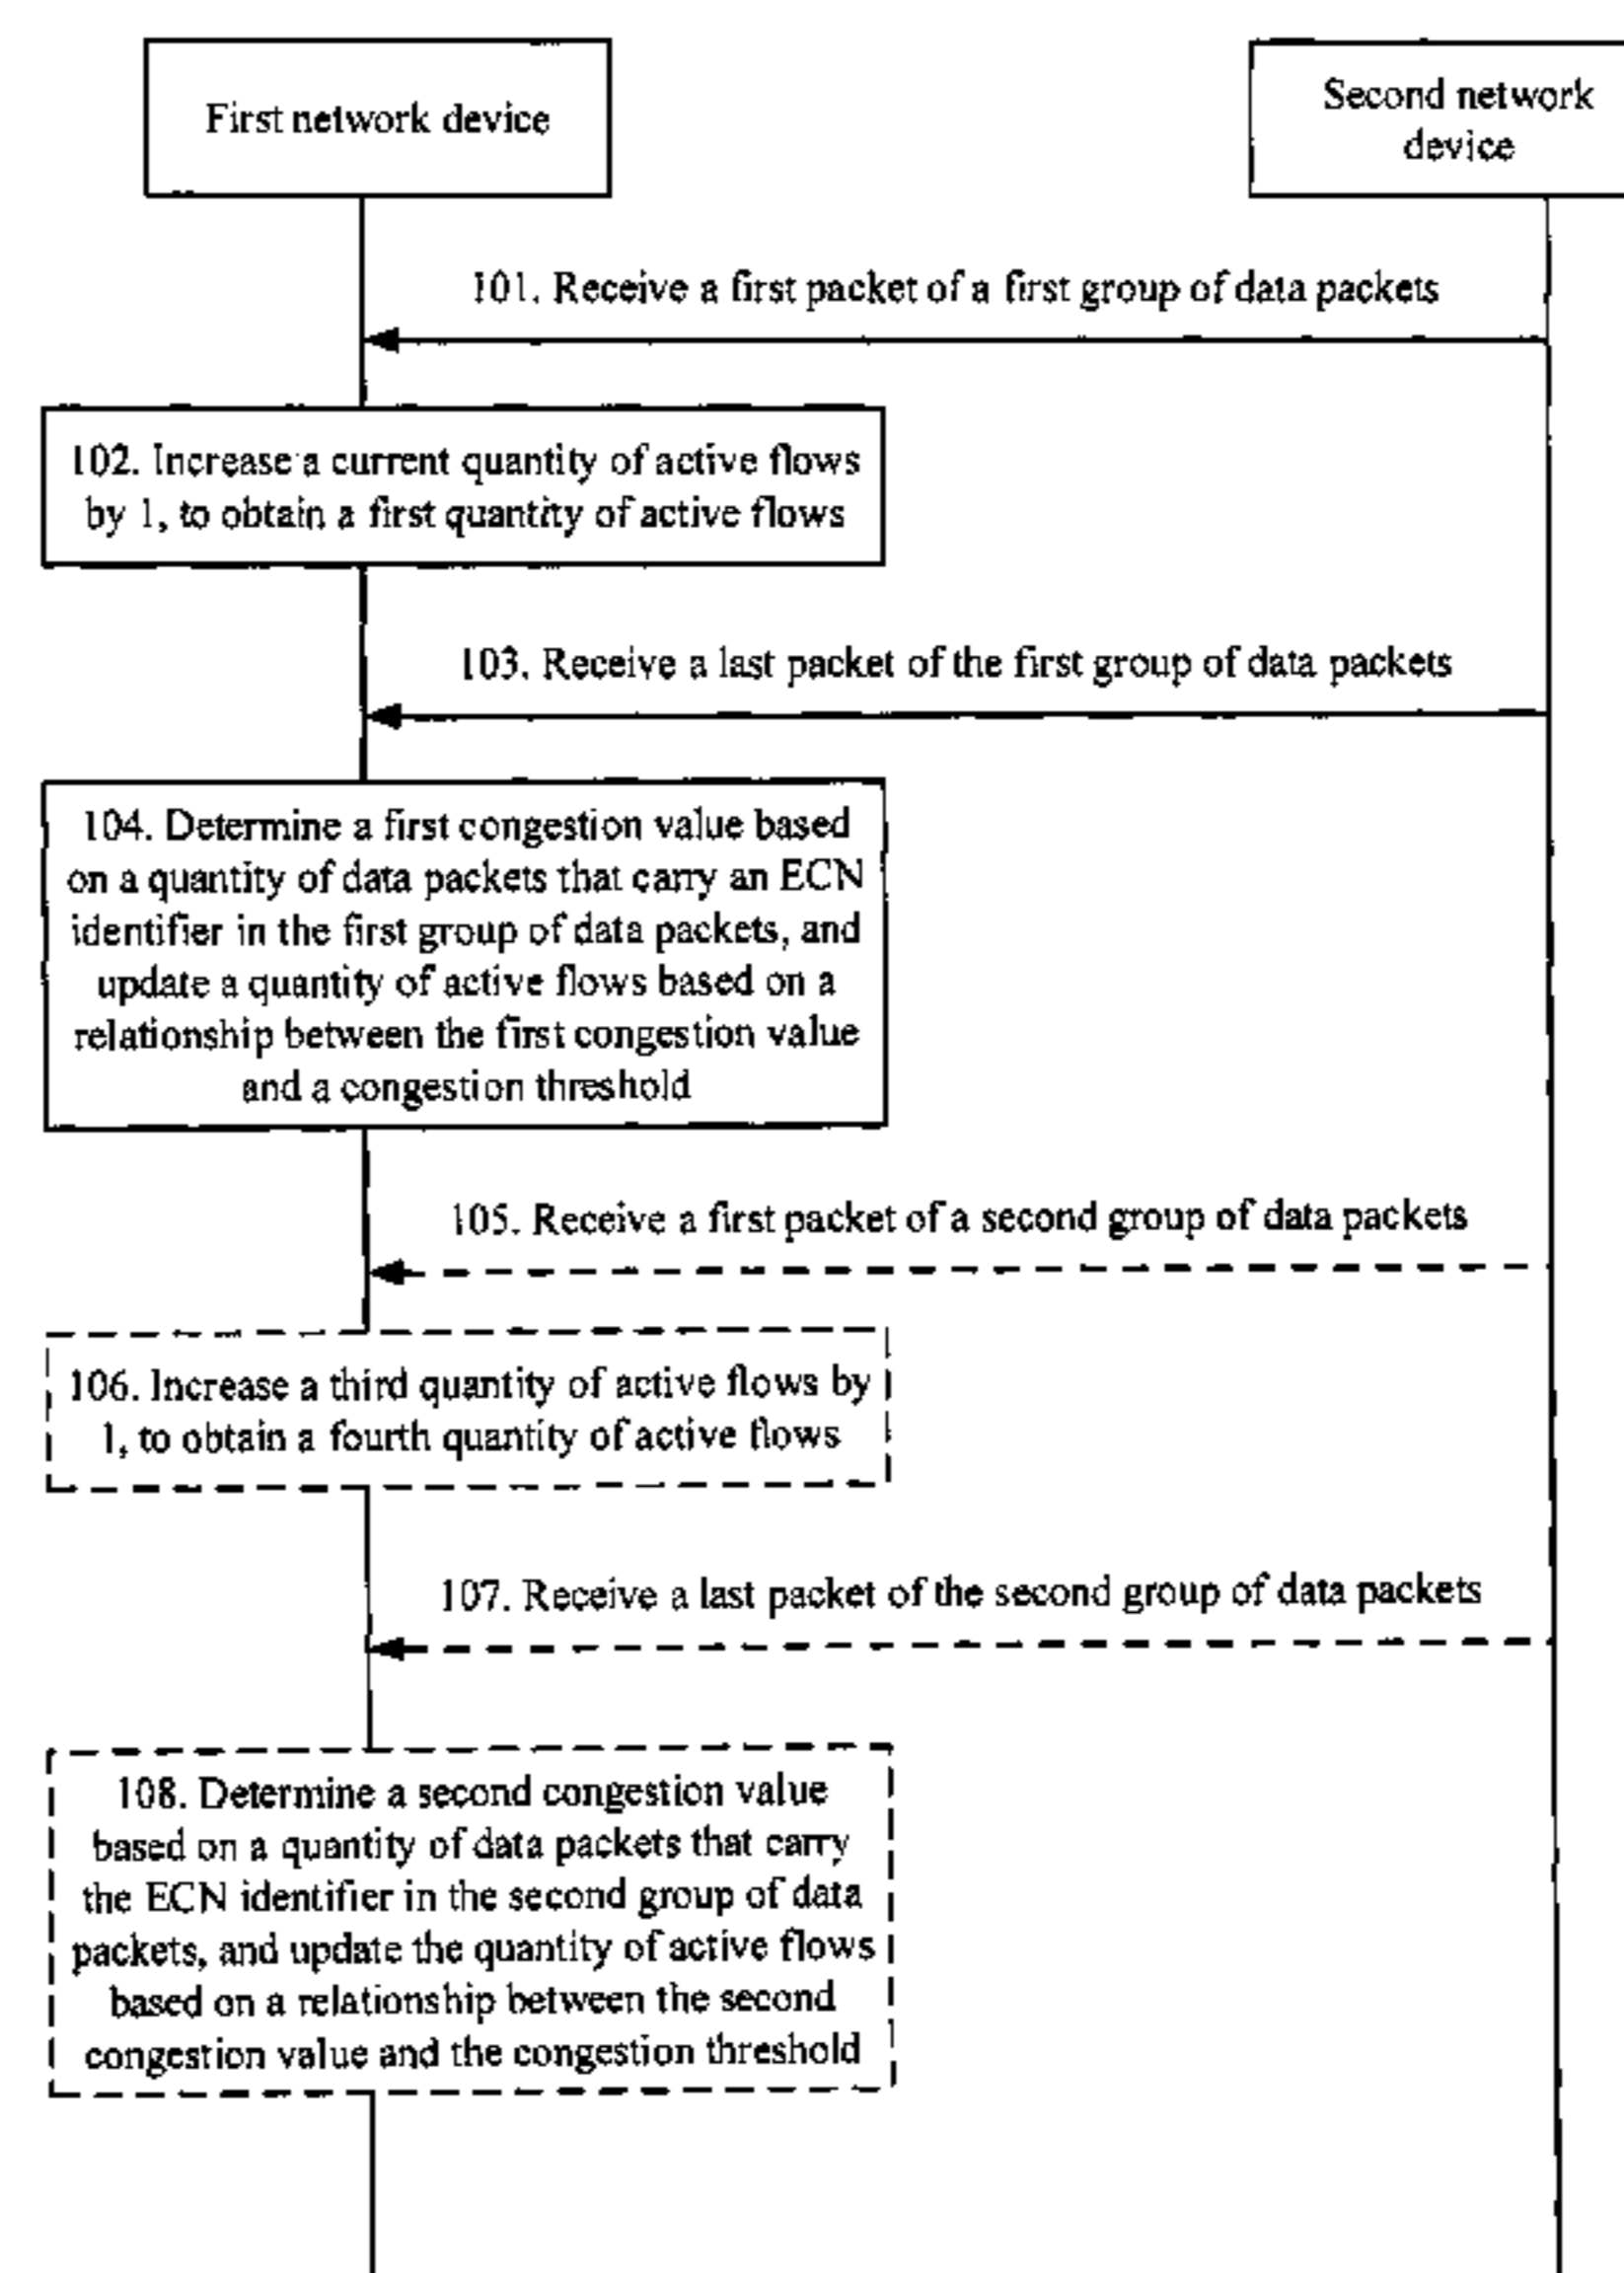 First network device
Second network
device
101. Receive a first packet of a first group of data packets
102. Increase a current quantity of active flows
by 1, to obtain a first quantity of active flows
103. Receive a last packet of the first group of data packets
104. Determine a first congestion value based
on a quantity of data packets that carry an ECN
identifier in the first group of data packets, and
update a quantity of active flows based on a
relationship between the first congestion value
and a congestion threshold
105. Receive a first packet of a second group of data packets
106. Increase a third quantity of active flows by
1, to obtain a fourth quantity of active flows
107. Receive a last packet of the second group of data packets
108. Determine a second congestion value
based on a quantity of data packets that carry
the ECN identifier in the second group of data
packets, and update the quantity of active flows
based on a relationship between the second
congestion value and the congestion threshold